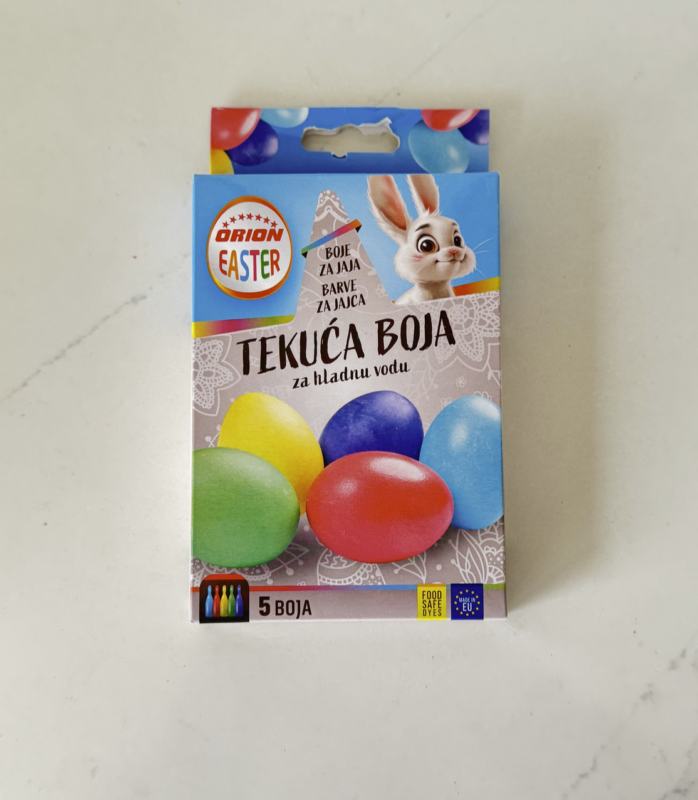 ORION
EASTER
BOJE
ZA JAJA
BARVE
ZA JAJCA
TEKUĆA BOJA
za hladnu vodu
5 BOJA
FOOD
SAFE
DYES
MADE IN
EU